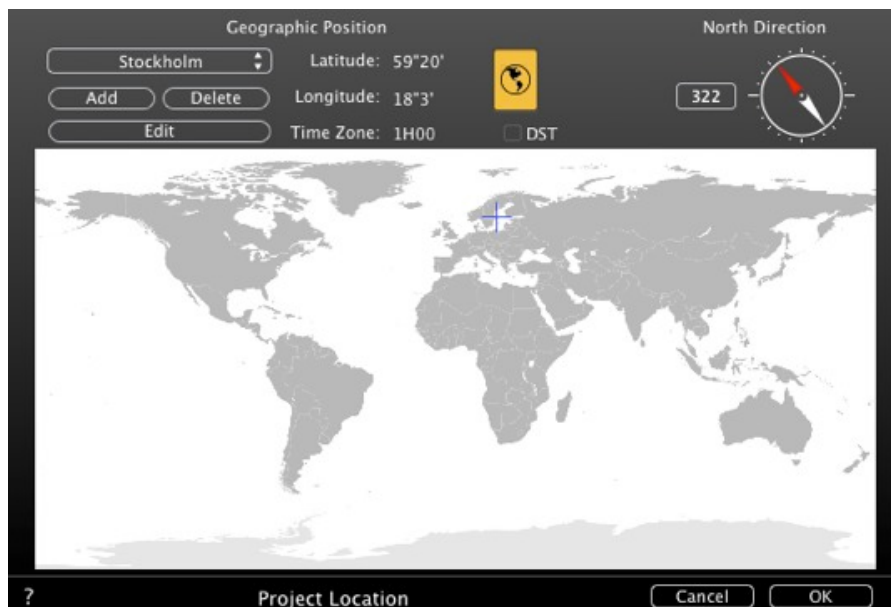 Geographic Position
North Direction
Stockholm
Latitude: 59"20'
Add
Delete
Longitude: 18"3'
322
Edit
Time Zone: 1H00
DST
?
Project Location
Cancel
OK